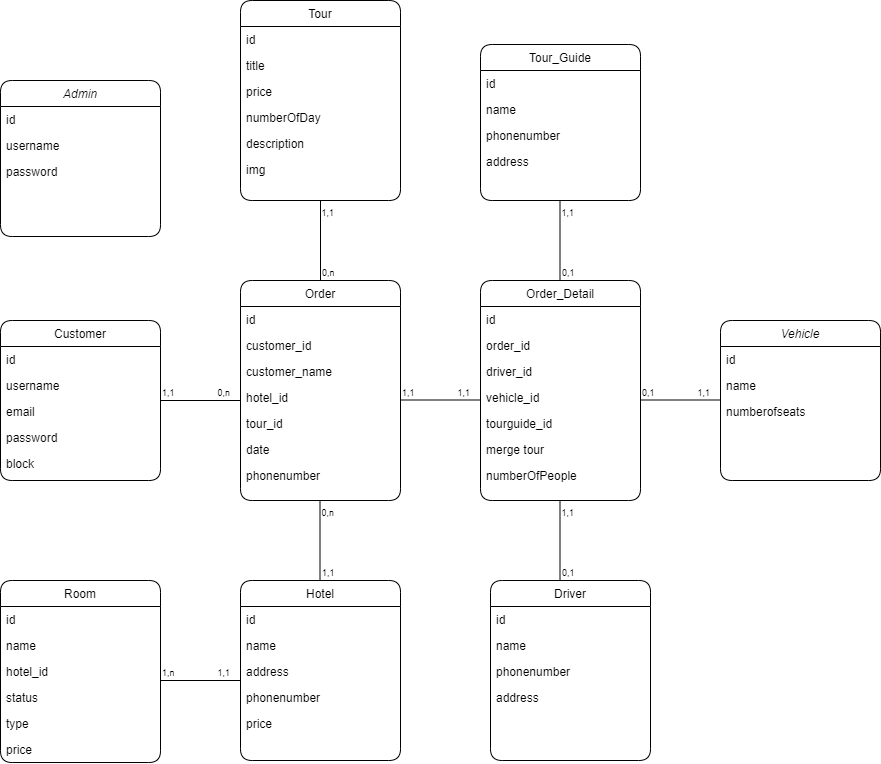 Tour
id
title
price
numberOfDay
description
img
Tour_Guide
id
name
phonenumber
address
Admin
id
username
password
1,1
0,n
1,1
0,1
Customer
id
username
email
password
block
1,1
0,n
Order
id
customer_id
customer_name
hotel_id
tour_id
date
phonenumber
1,1
1,1
Order_Detail
id
order_id
driver_id
vehicle_id
tourguide_id
merge tour
numberOfPeople
0,1
1,1
Vehicle
id
name
numberofseats
0,n
1,1
1,1
0,1
Room
id
name
hotel_id
status
type
price
1,n
1,1
Hotel
id
name
address
phonenumber
price
Driver
id
name
phonenumber
address